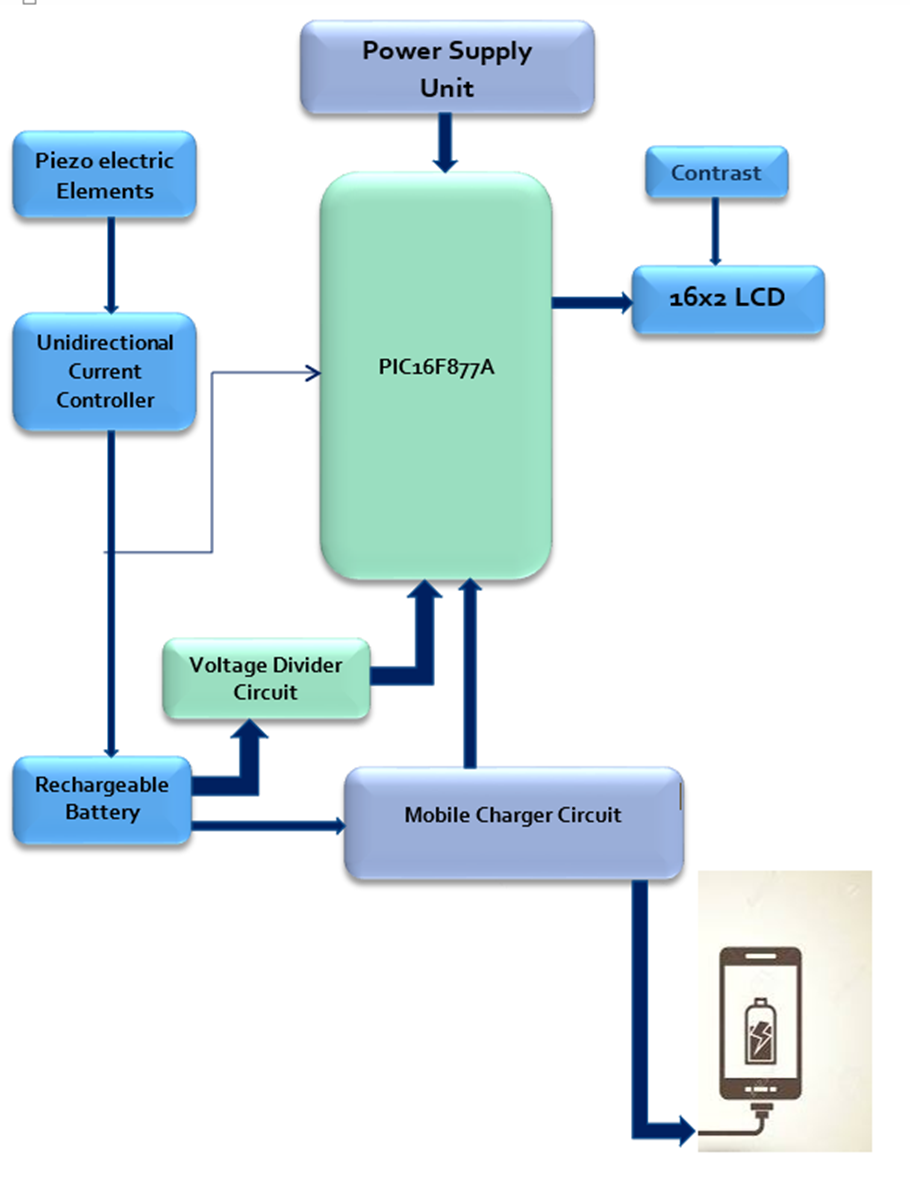 Power Supply
Unit
Piezo electric
Elements
Contrast
16x2 LCD
Unidirectional
Current
Controller
PIC16F877A
Voltage Divider
Circuit
Rechargeable
Battery
Mobile Charger Circuit